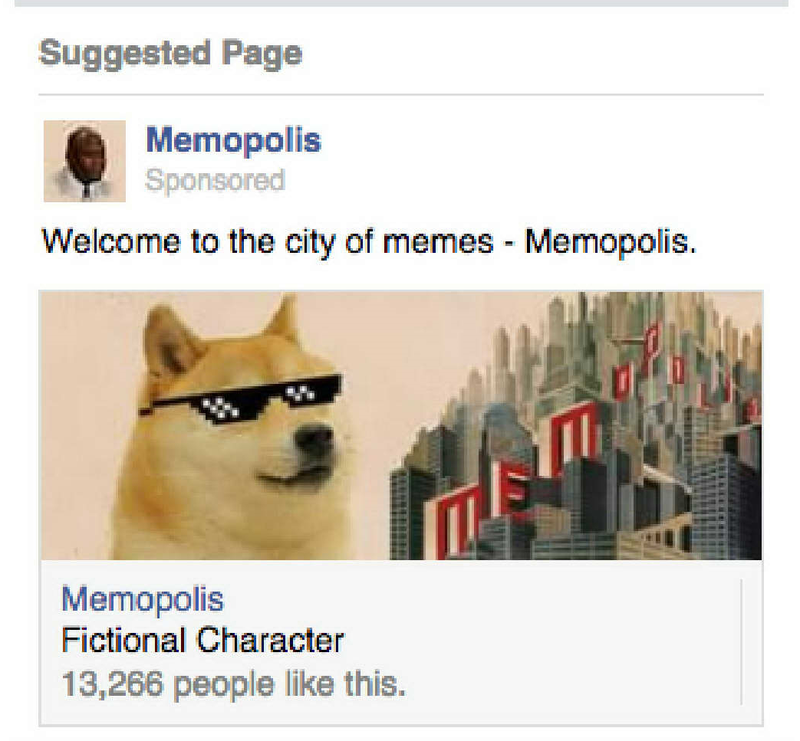 Suggested Page
Memopolis
Sponsored
Welcome to the city of memes - Memopolis.
MEMOPOLIS
Memopolis
Fictional Character
13,266 people like this.